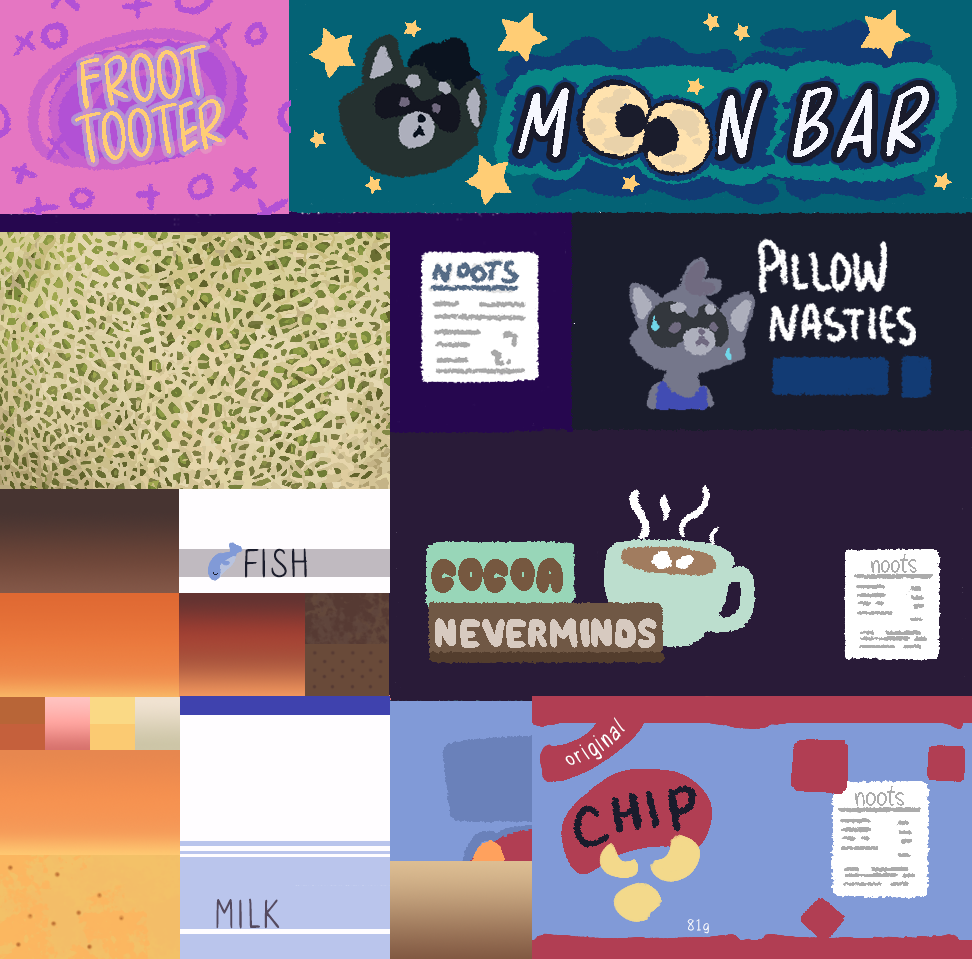 FROOT
TOOTER
MOON BAR
NOOTS
PILLOW
NASTIES
FISH
COCOA
NEVERMINDS
noots
MILK
original
CHIP
noots
81g